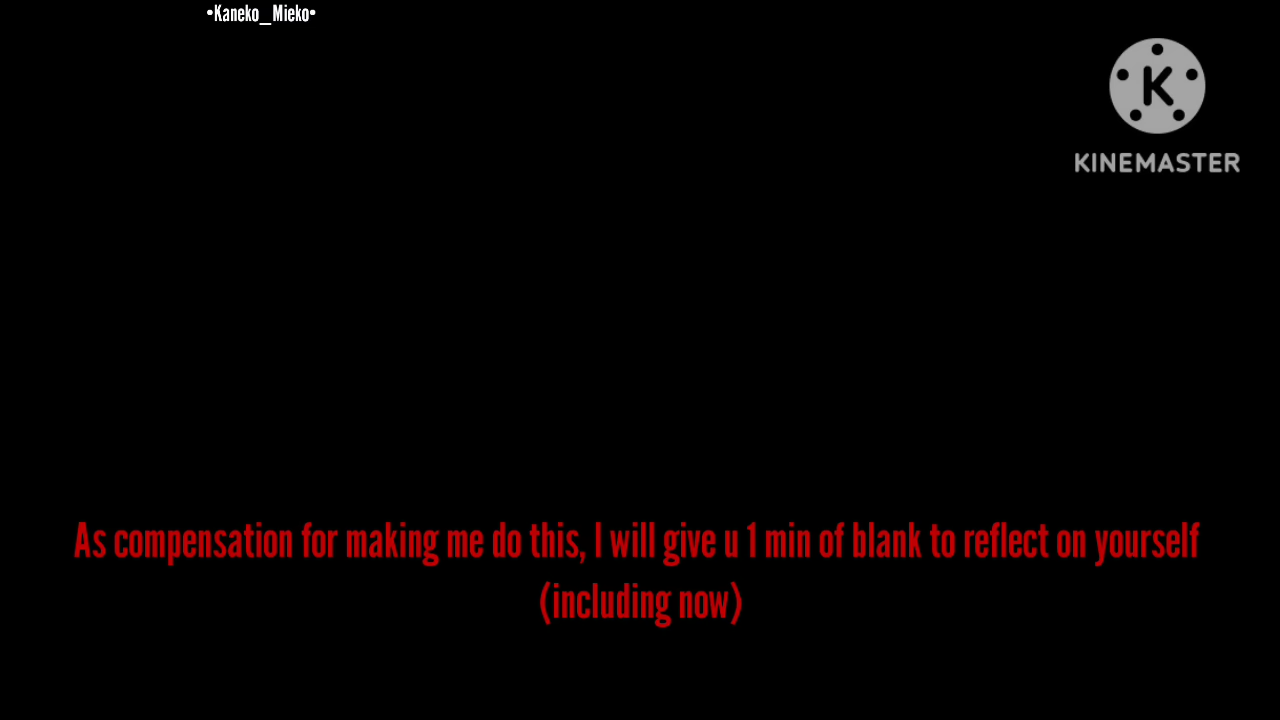 •Kaneko_Mieko•
K
KINEMASTER
As compensation for making me do this, I will give u 1 min of blank to reflect on yourself
(including now)